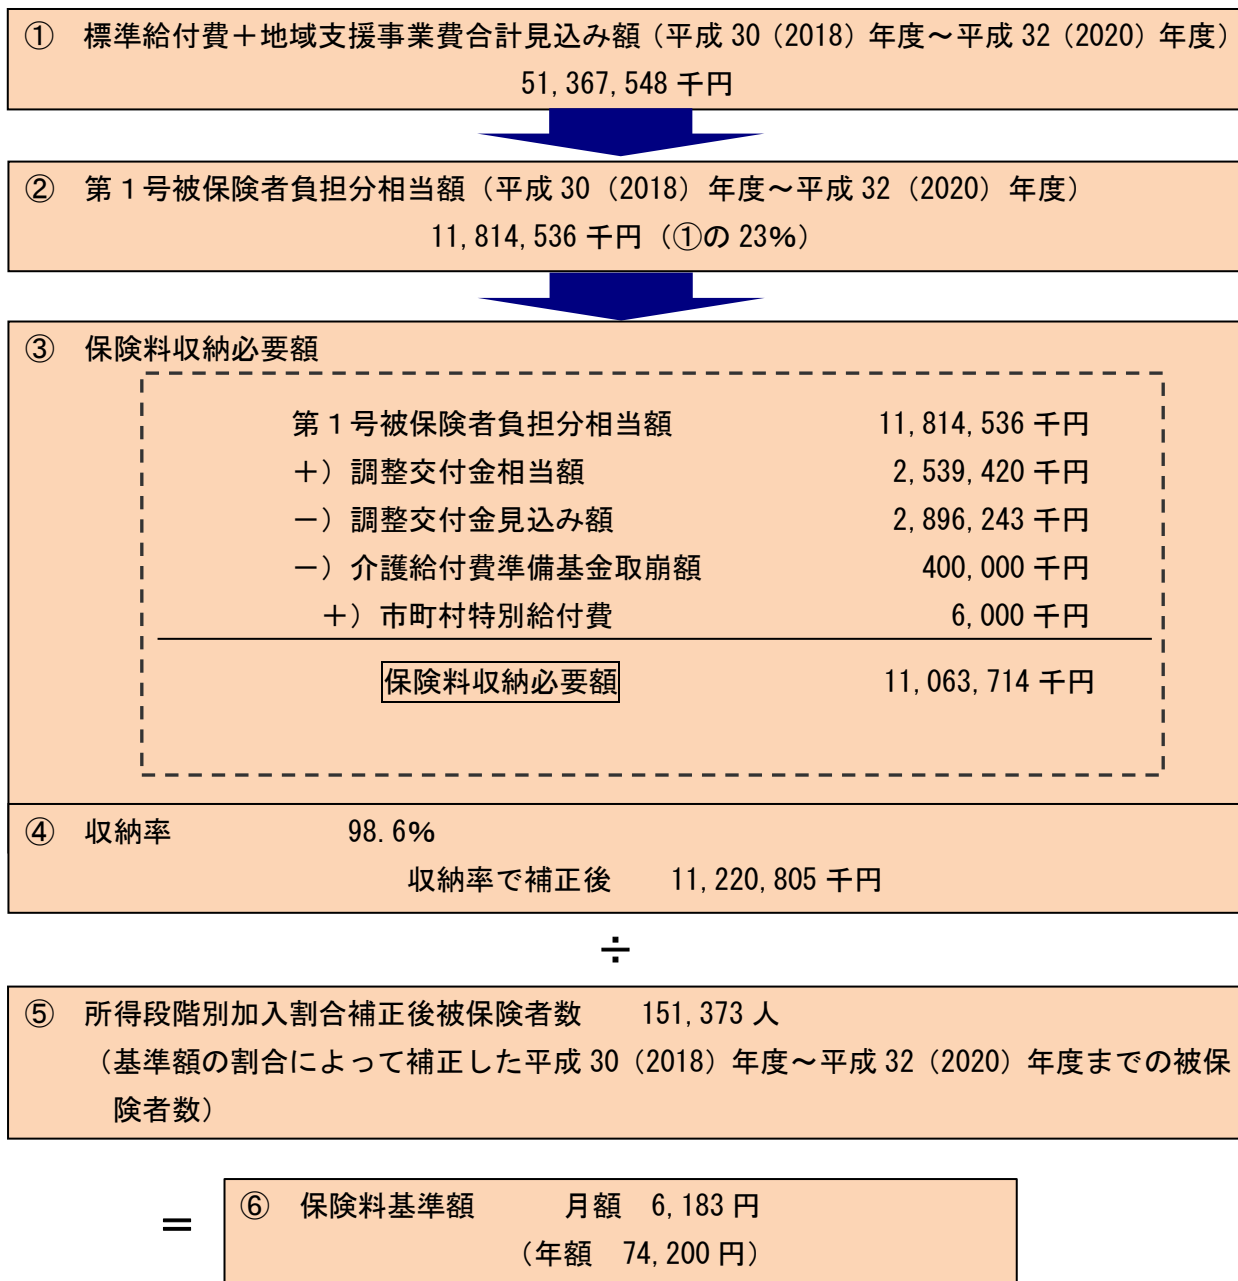 ① 標準給付費＋地域支援事業費合計見込み額（平成 30（2018）年度～平成 32（2020）年度）
51,367,548 千円
② 第１号被保険者負担分相当額（平成 30（2018）年度～平成 32（2020）年度）
11,814,536 千円（①の 23％）
③ 保険料収納必要額
第１号被保険者負担分相当額 11,814,536 千円
＋）調整交付金相当額 2,539,420 千円
－）調整交付金見込み額 2,896,243 千円
－）介護給付費準備基金取崩額 400,000 千円
＋）市町村特別給付費 6,000 千円
保険料収納必要額 11,063,714 千円
④ 収納率 98.6％
収納率で補正後 11,220,805 千円
÷
⑤ 所得段階別加入割合補正後被保険者数 151,373 人
（基準額の割合によって補正した平成 30（2018）年度～平成 32（2020）年度までの被保
険者数）
＝ ⑥ 保険料基準額 月額 6,183 円
（年額 74,200 円）